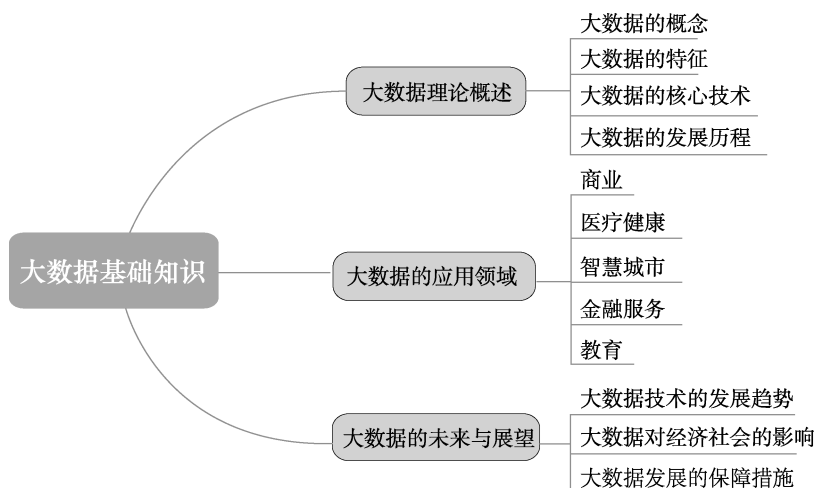 大数据基础知识
大数据理论概述
大数据的概念
大数据的特征
大数据的核心技术
大数据的发展历程
大数据的应用领域
商业
医疗健康
智慧城市
金融服务
教育
大数据的未来与展望
大数据技术的发展趋势
大数据对经济社会的影响
大数据发展的保障措施